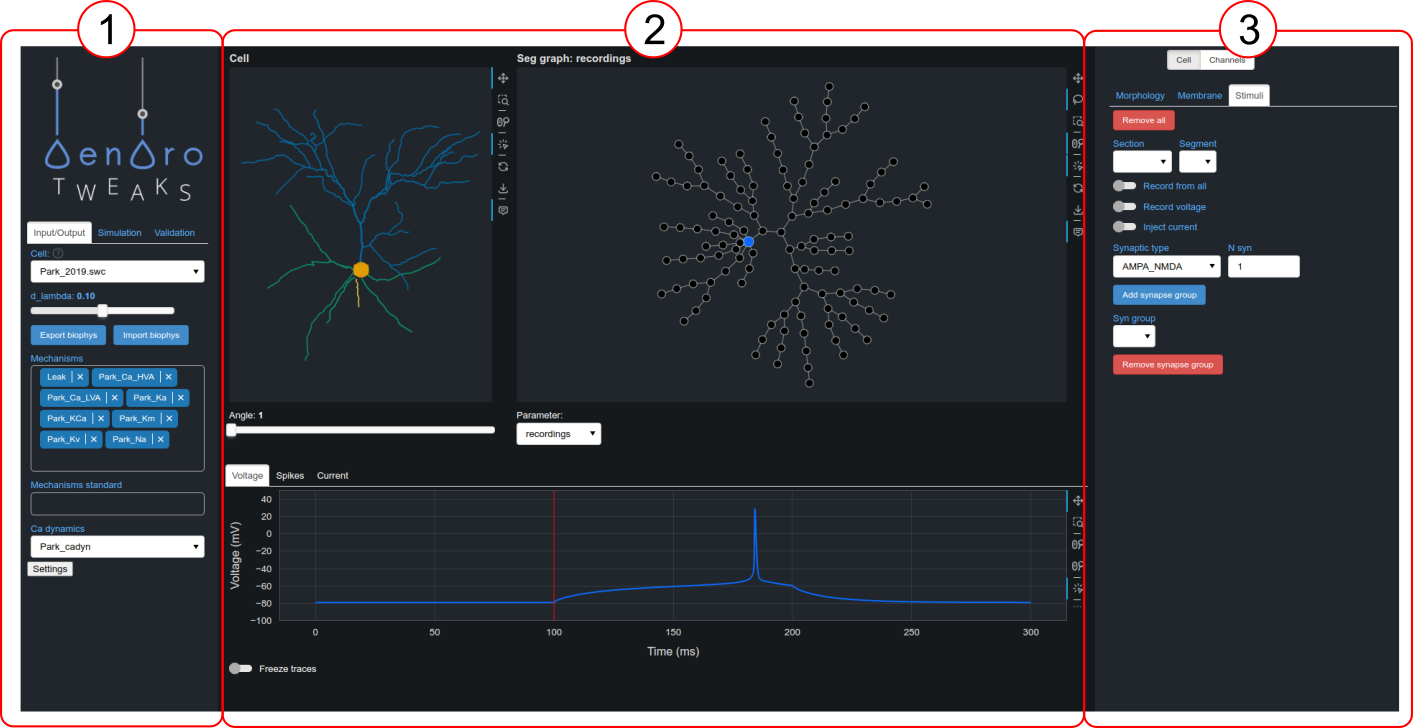 1
2
3
DenDro
TWEAKS
Input/Output Simulation Validation
Cell: ?
Park_2019.swc
d_lambda: 0.10
Export biophys Import biophys
Mechanisms
Leak | × Park_Ca_HVA | ×
Park_Ca_LVA | × Park_Ka | ×
Park_KCa | × Park_Km | ×
Park_Kv | × Park_Na | ×
Mechanisms standard
Ca dynamics
Park_cadyn
Settings
Cell
Seg graph: recordings
Angle: 1
Parameter:
recordings
Voltage Spikes Current
40
20
0
−20
−40
−60
−80
−100
Voltage (mV)
0 50 100 150 200 250 300
Time (ms)
Freeze traces
Cell Channels
Morphology Membrane Stimuli
Remove all
Section Segment
Record from all
Record voltage
Inject current
Synaptic type N syn
AMPA_NMDA 1
Add synapse group
Syn group
Remove synapse group